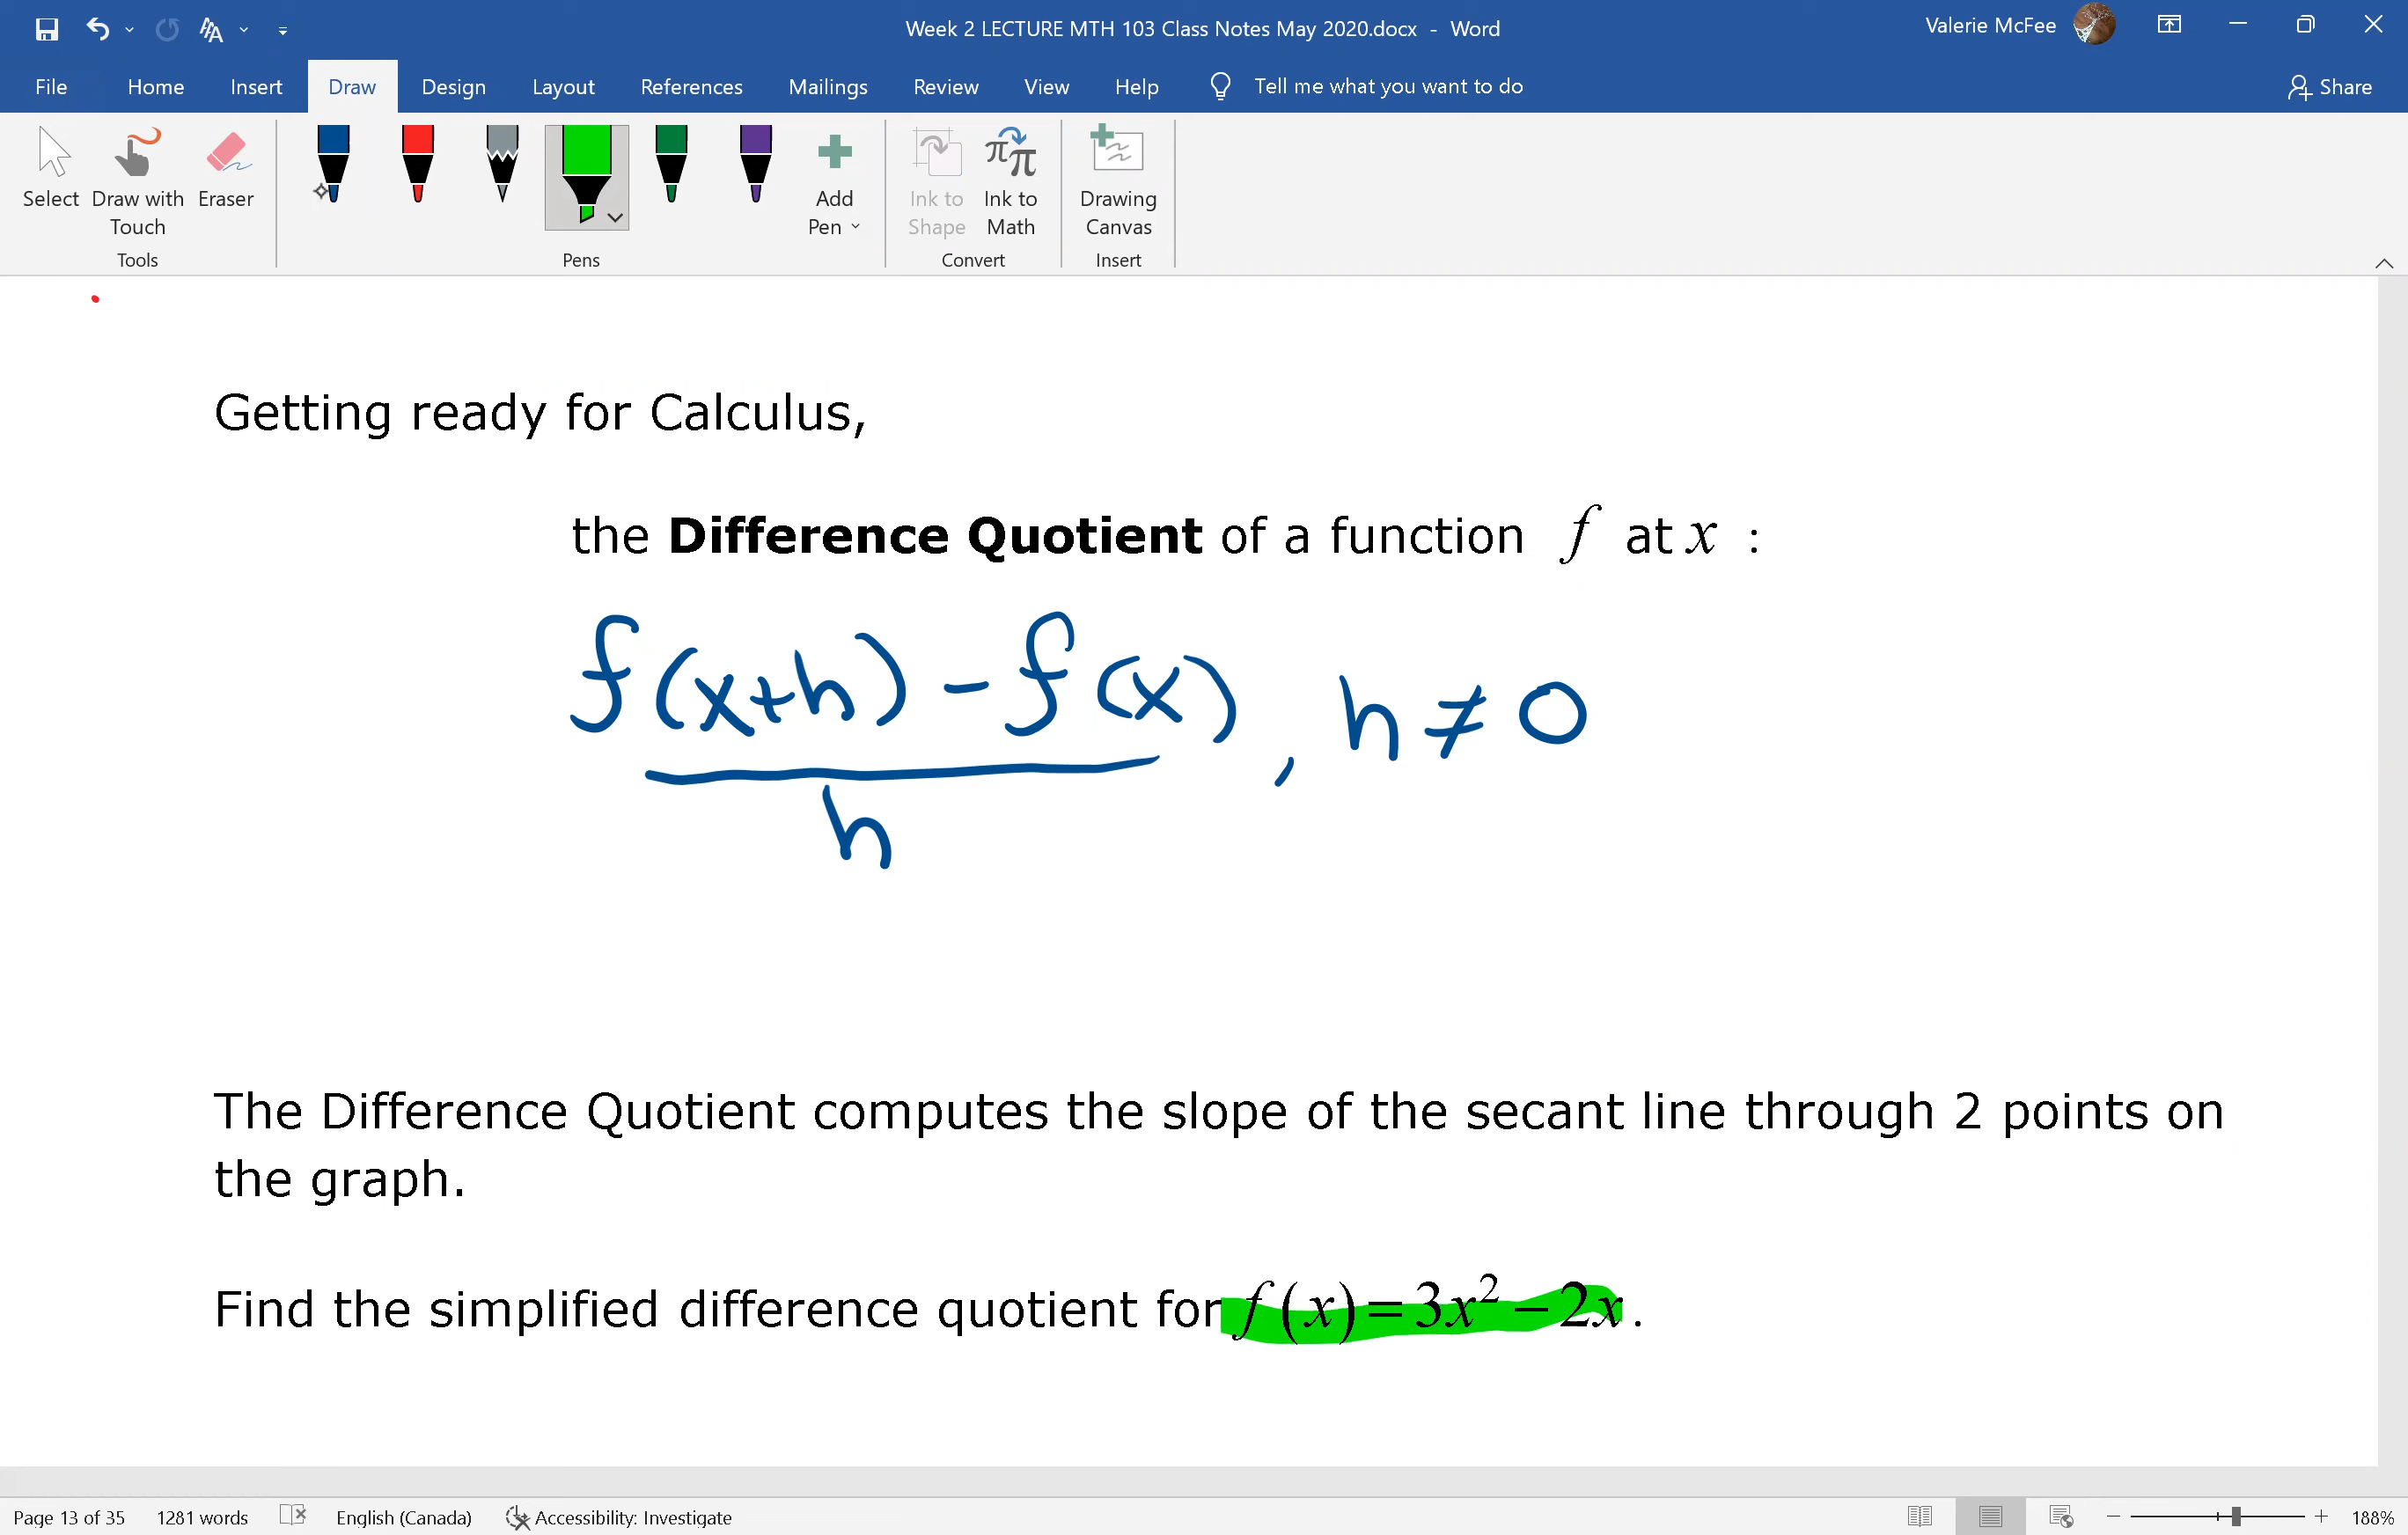 Week 2 LECTURE MTH 103 Class Notes May 2020.docx - Word
Valerie McFee
File Home Insert Draw Design Layout References Mailings Review View Help Tell me what you want to do Share
Select Draw with Touch Eraser Add Pen Ink to Shape Ink to Math Drawing Canvas
Tools Pens Convert Insert
Getting ready for Calculus,
the Difference Quotient of a function f at x :
f(x+h) - f(x) , h ≠ 0
h
The Difference Quotient computes the slope of the secant line through 2 points on
the graph.
Find the simplified difference quotient for f(x) = 3x² − 2x.
Page 13 of 35 1281 words English (Canada) Accessibility: Investigate 188%